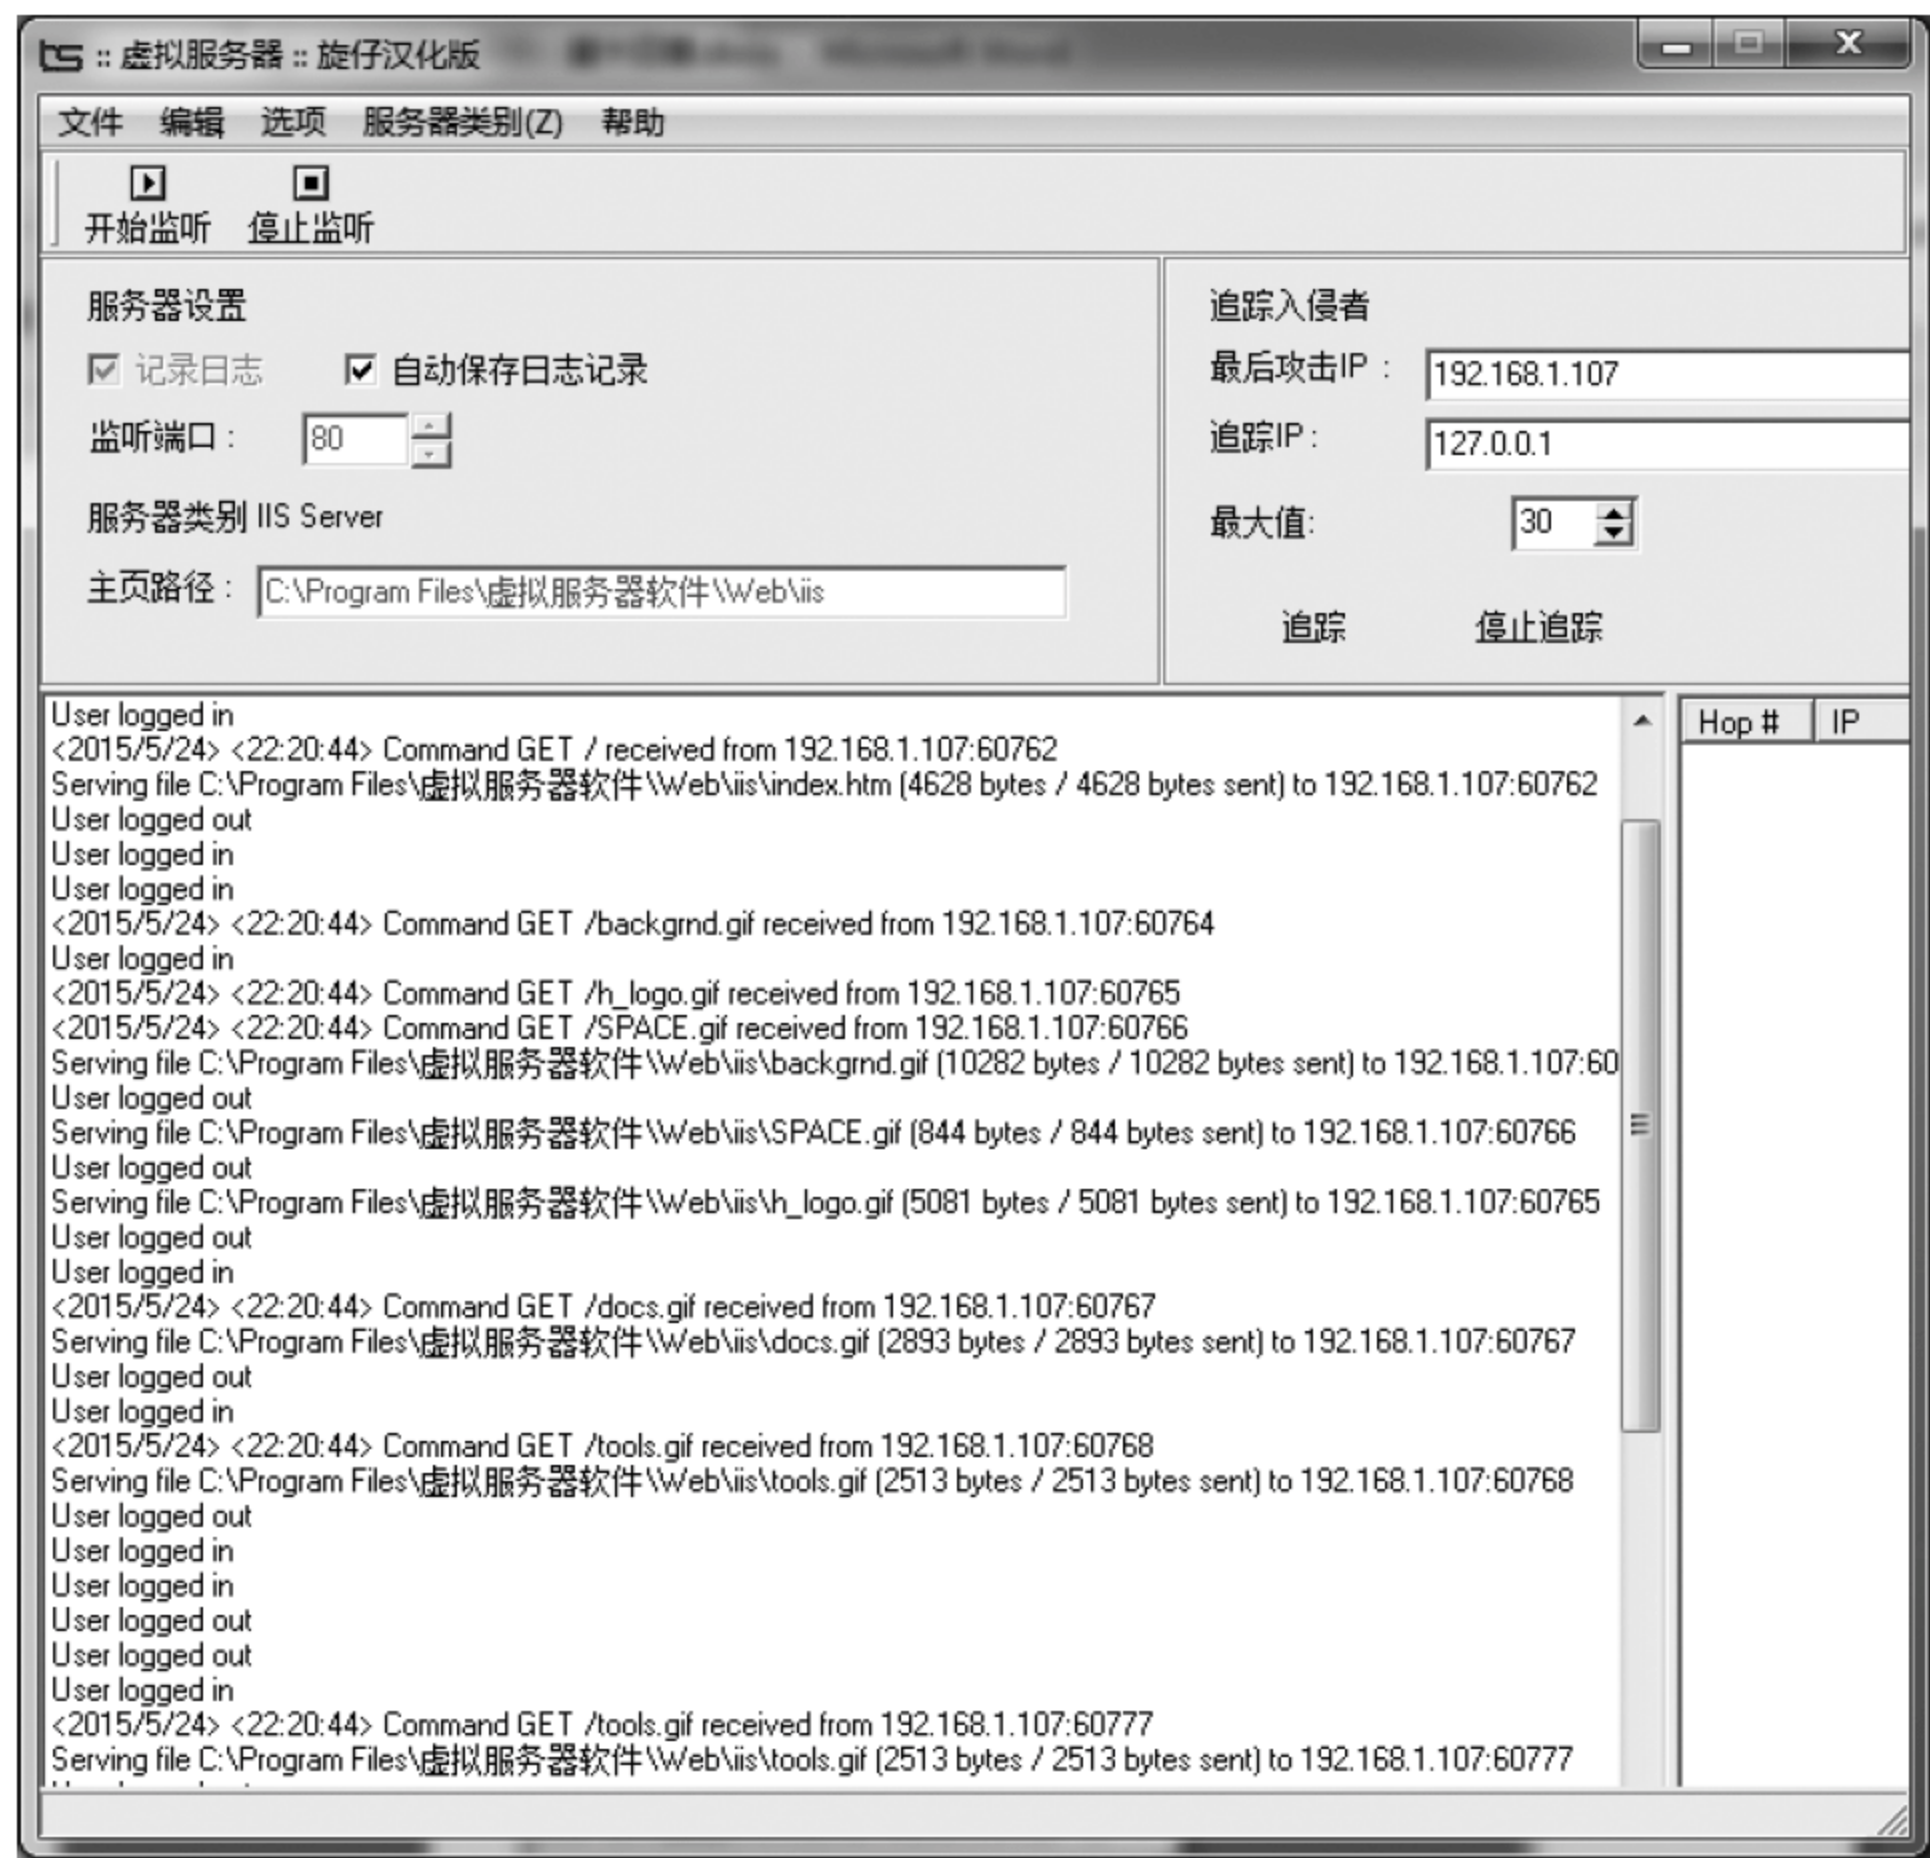 ts :: 虚拟服务器 :: 旋仔汉化版
文件 编辑 选项 服务器类别(Z) 帮助
开始监听 停止监听
服务器设置
记录日志 自动保存日志记录
监听端口： 80
服务器类别 IIS Server
主页路径： C:\Program Files\虚拟服务器软件\Web\iis
追踪入侵者
最后攻击IP： 192.168.1.107
追踪IP： 127.0.0.1
最大值: 30
追踪 停止追踪
User logged in
<2015/5/24> <22:20:44> Command GET / received from 192.168.1.107:60762
Serving file C:\Program Files\虚拟服务器软件\Web\iis\index.htm (4628 bytes / 4628 bytes sent) to 192.168.1.107:60762
User logged out
User logged in
User logged in
<2015/5/24> <22:20:44> Command GET /backgrnd.gif received from 192.168.1.107:60764
User logged in
<2015/5/24> <22:20:44> Command GET /h_logo.gif received from 192.168.1.107:60765
<2015/5/24> <22:20:44> Command GET /SPACE.gif received from 192.168.1.107:60766
Serving file C:\Program Files\虚拟服务器软件\Web\iis\backgrnd.gif (10282 bytes / 10282 bytes sent) to 192.168.1.107:60
User logged out
Serving file C:\Program Files\虚拟服务器软件\Web\iis\SPACE.gif (844 bytes / 844 bytes sent) to 192.168.1.107:60766
User logged out
Serving file C:\Program Files\虚拟服务器软件\Web\iis\h_logo.gif (5081 bytes / 5081 bytes sent) to 192.168.1.107:60765
User logged out
User logged in
<2015/5/24> <22:20:44> Command GET /docs.gif received from 192.168.1.107:60767
Serving file C:\Program Files\虚拟服务器软件\Web\iis\docs.gif (2893 bytes / 2893 bytes sent) to 192.168.1.107:60767
User logged out
User logged in
<2015/5/24> <22:20:44> Command GET /tools.gif received from 192.168.1.107:60768
Serving file C:\Program Files\虚拟服务器软件\Web\iis\tools.gif (2513 bytes / 2513 bytes sent) to 192.168.1.107:60768
User logged out
User logged in
User logged in
User logged out
User logged out
User logged in
<2015/5/24> <22:20:44> Command GET /tools.gif received from 192.168.1.107:60777
Serving file C:\Program Files\虚拟服务器软件\Web\iis\tools.gif (2513 bytes / 2513 bytes sent) to 192.168.1.107:60777
Hop # IP